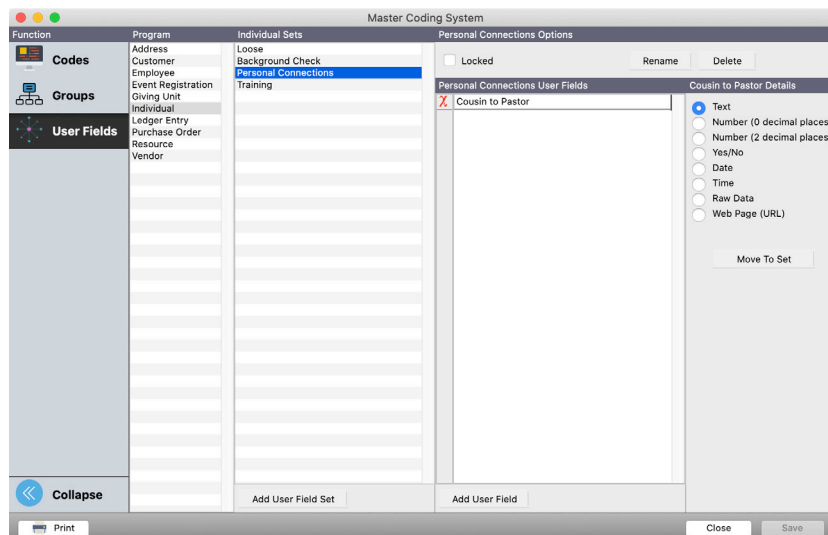 Master Coding System
Function
Program
Individual Sets
Personal Connections Options
Codes
Groups
User Fields
Address
Customer
Employee
Event Registration
Giving Unit
Individual
Ledger Entry
Purchase Order
Resource
Vendor
Loose
Background Check
Personal Connections
Training
Locked
Rename
Delete
Personal Connections User Fields
Cousin to Pastor Details
X Cousin to Pastor
Text
Number (0 decimal places
Number (2 decimal places
Yes/No
Date
Time
Raw Data
Web Page (URL)
Move To Set
Collapse
Add User Field Set
Add User Field
Print
Close
Save